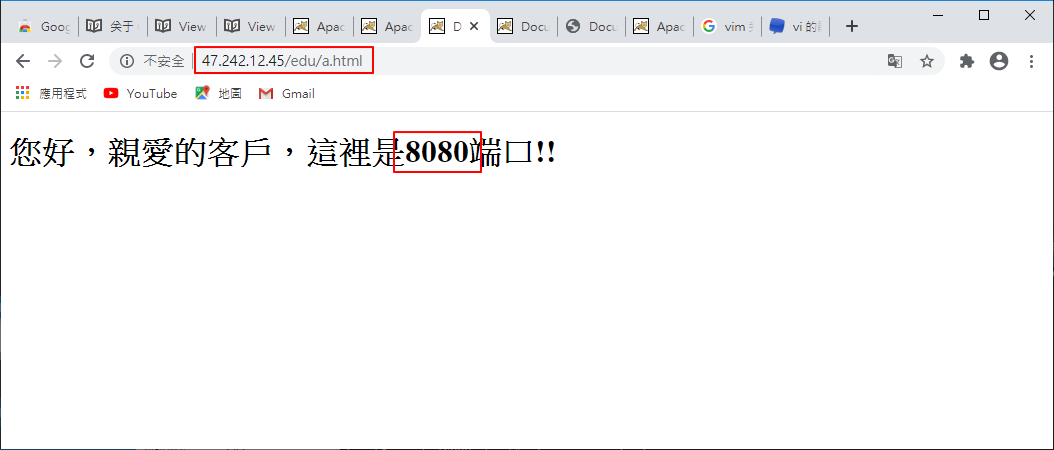 Goog
关于
View
View
Apac
Apac
D
Docu
Docu
Apac
vim 美
vi 的
不安全
47.242.12.45/edu/a.html
應用程式
YouTube
地圖
Gmail
您好，親愛的客戶，這裡是8080端口!!